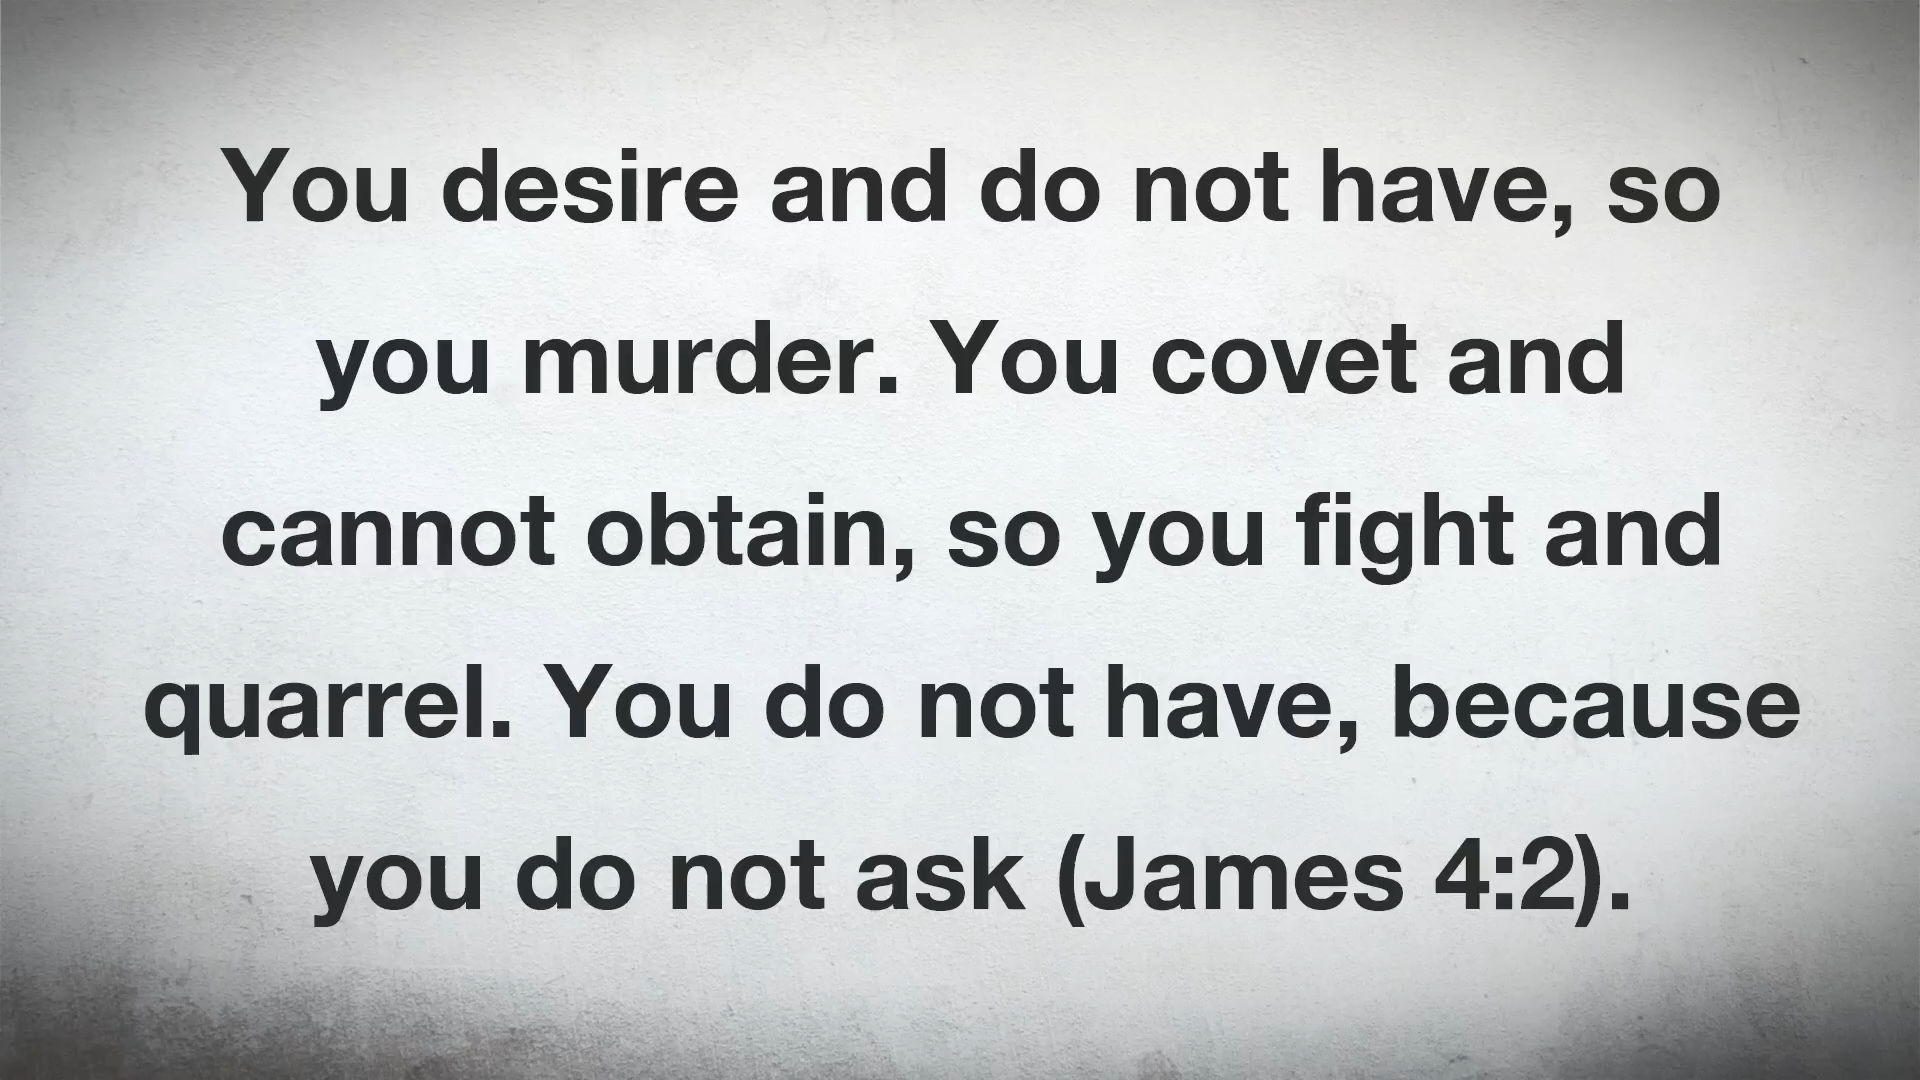 You desire and do not have, so
you murder. You covet and
cannot obtain, so you fight and
quarrel. You do not have, because
you do not ask (James 4:2).